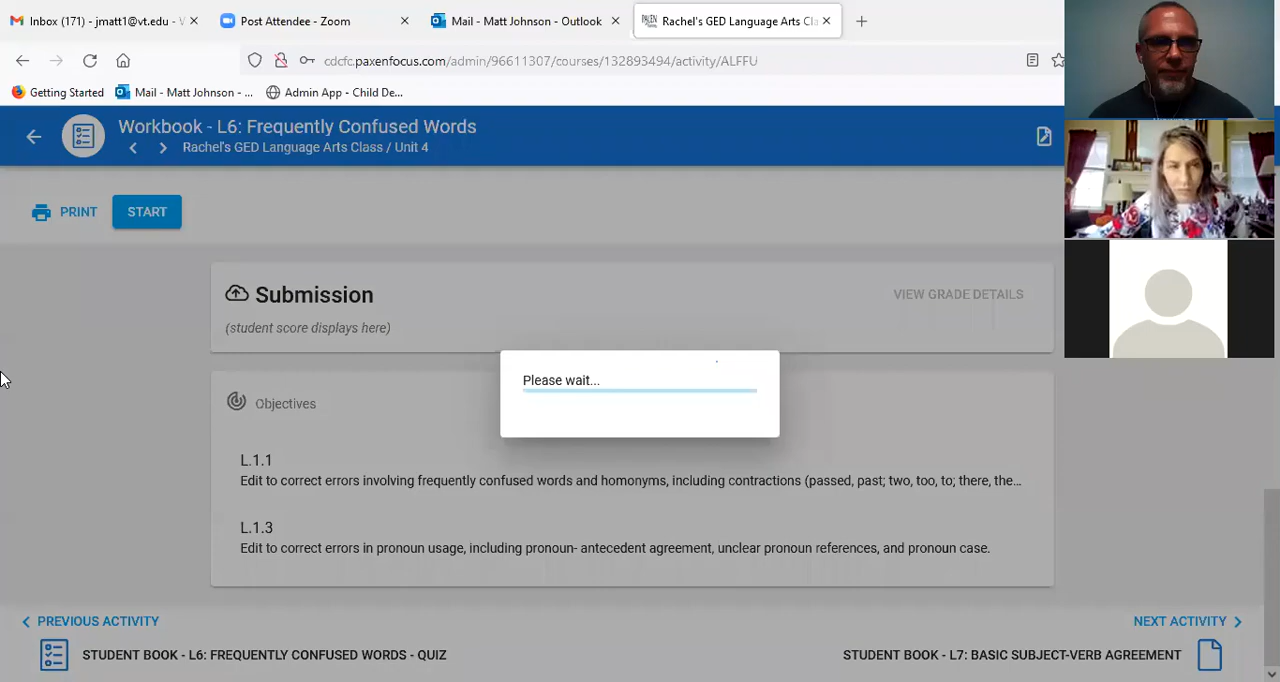 Inbox (171) - jmatt1@vt.edu - V
Post Attendee - Zoom
Mail - Matt Johnson - Outlook
PAXEN
Rachel's GED Language Arts Cla
cdcfc.paxenfocus.com/admin/96611307/courses/132893494/activity/ALFFU
Getting Started
Mail - Matt Johnson - ...
Admin App - Child De...
Workbook - L6: Frequently Confused Words
Rachel's GED Language Arts Class / Unit 4
PRINT
START
Submission
VIEW GRADE DETAILS
(student score displays here)
Please wait...
Objectives
L.1.1
Edit to correct errors involving frequently confused words and homonyms, including contractions (passed, past; two, too, to; there, the...
L.1.3
Edit to correct errors in pronoun usage, including pronoun- antecedent agreement, unclear pronoun references, and pronoun case.
PREVIOUS ACTIVITY
NEXT ACTIVITY
STUDENT BOOK - L6: FREQUENTLY CONFUSED WORDS - QUIZ
STUDENT BOOK - L7: BASIC SUBJECT-VERB AGREEMENT